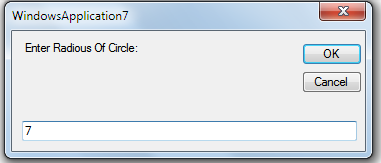 WindowsApplication7
Enter Radious Of Circle:
OK
Cancel
7